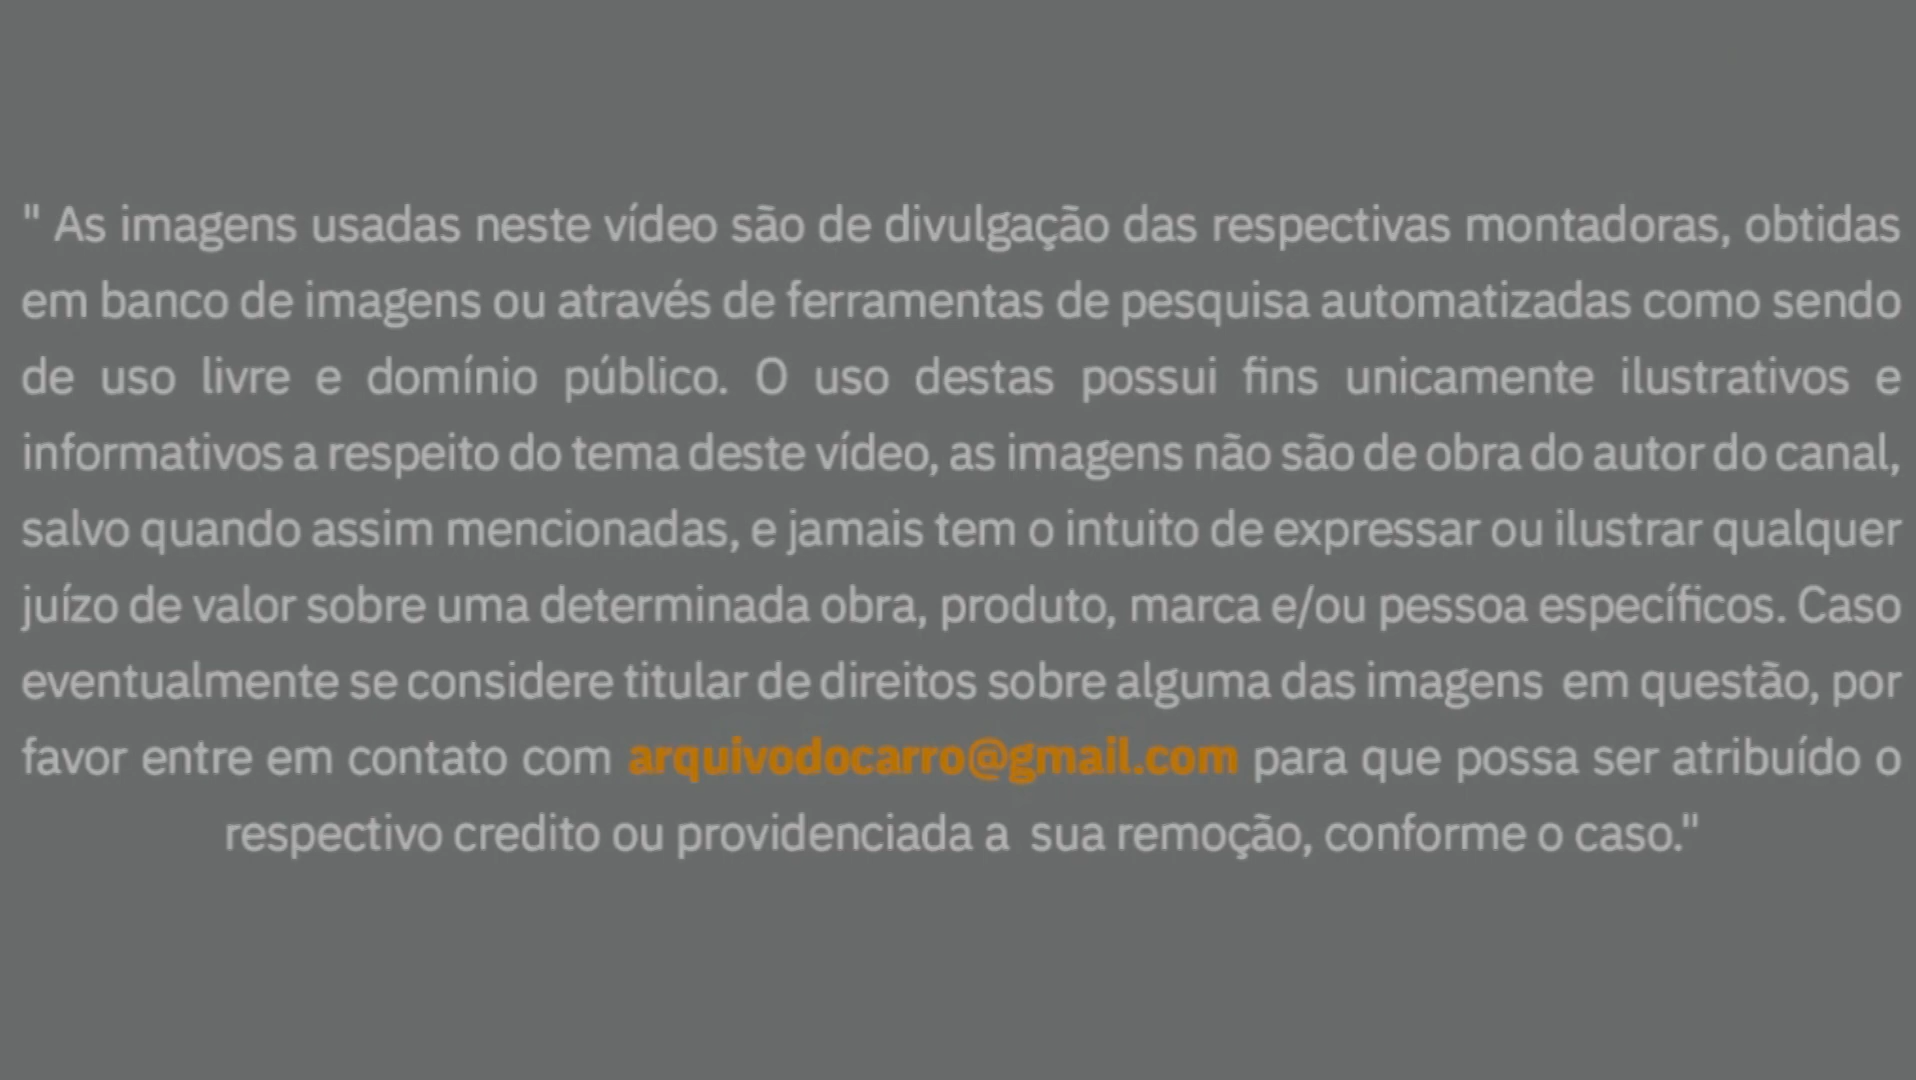 " As imagens usadas neste vídeo são de divulgação das respectivas montadoras, obtidas
em banco de imagens ou através de ferramentas de pesquisa automatizadas como sendo
de uso livre e domínio público. O uso destas possui fins unicamente ilustrativos e
informativos a respeito do tema deste vídeo, as imagens não são de obra do autor do canal,
salvo quando assim mencionadas, e jamais tem o intuito de expressar ou ilustrar qualquer
juízo de valor sobre uma determinada obra, produto, marca e/ou pessoa específicos. Caso
eventualmente se considere titular de direitos sobre alguma das imagens em questão, por
favor entre em contato com arquivodocarro@gmail.com para que possa ser atribuído o
respectivo credito ou providenciada a sua remoção, conforme o caso."